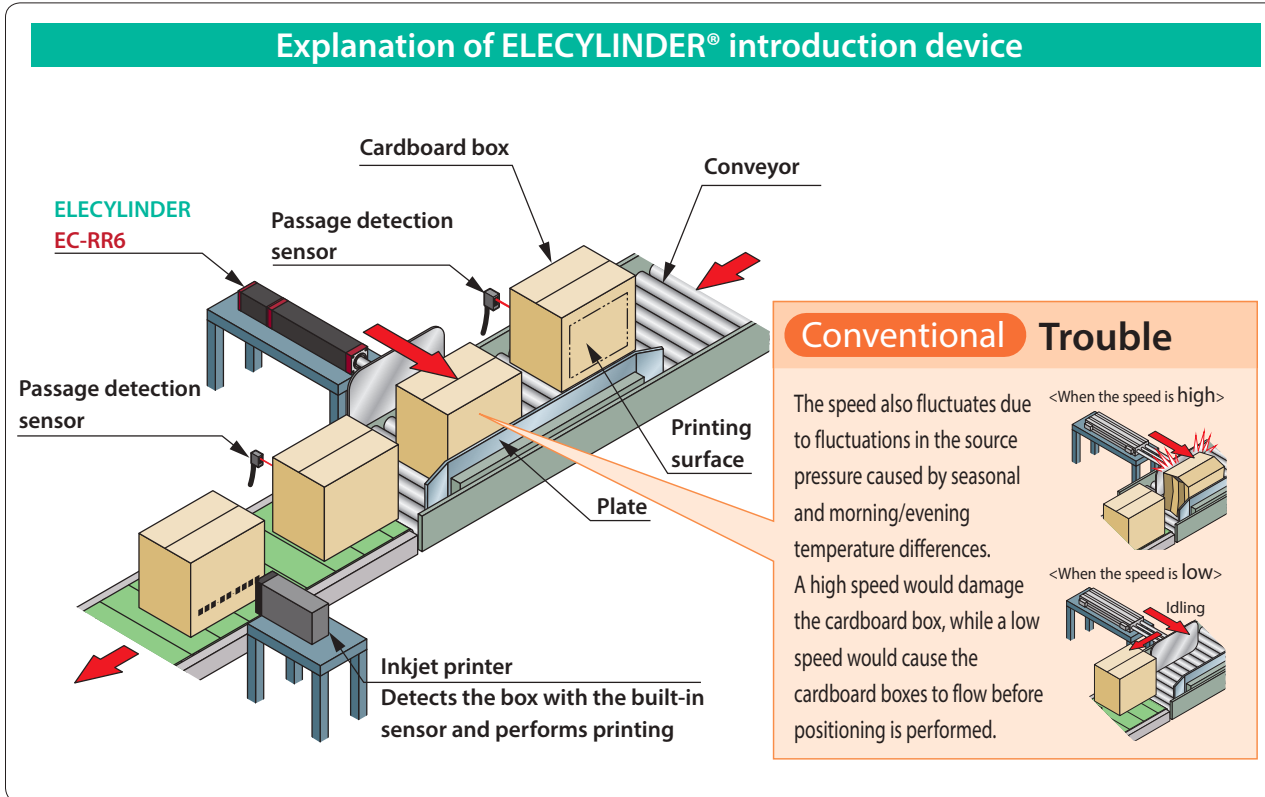 Explanation of ELECYLINDER® introduction device
Cardboard box
Conveyor
ELECYLINDER
EC-RR6
Passage detection
sensor
Passage detection
sensor
Printing
surface
Plate
Inkjet printer
Detects the box with the built-in
sensor and performs printing
Conventional Trouble
The speed also fluctuates due
to fluctuations in the source
pressure caused by seasonal
and morning/evening
temperature differences.
A high speed would damage
the cardboard box, while a low
speed would cause the
cardboard boxes to flow before
positioning is performed.
<When the speed is high>
<When the speed is low>
Idling